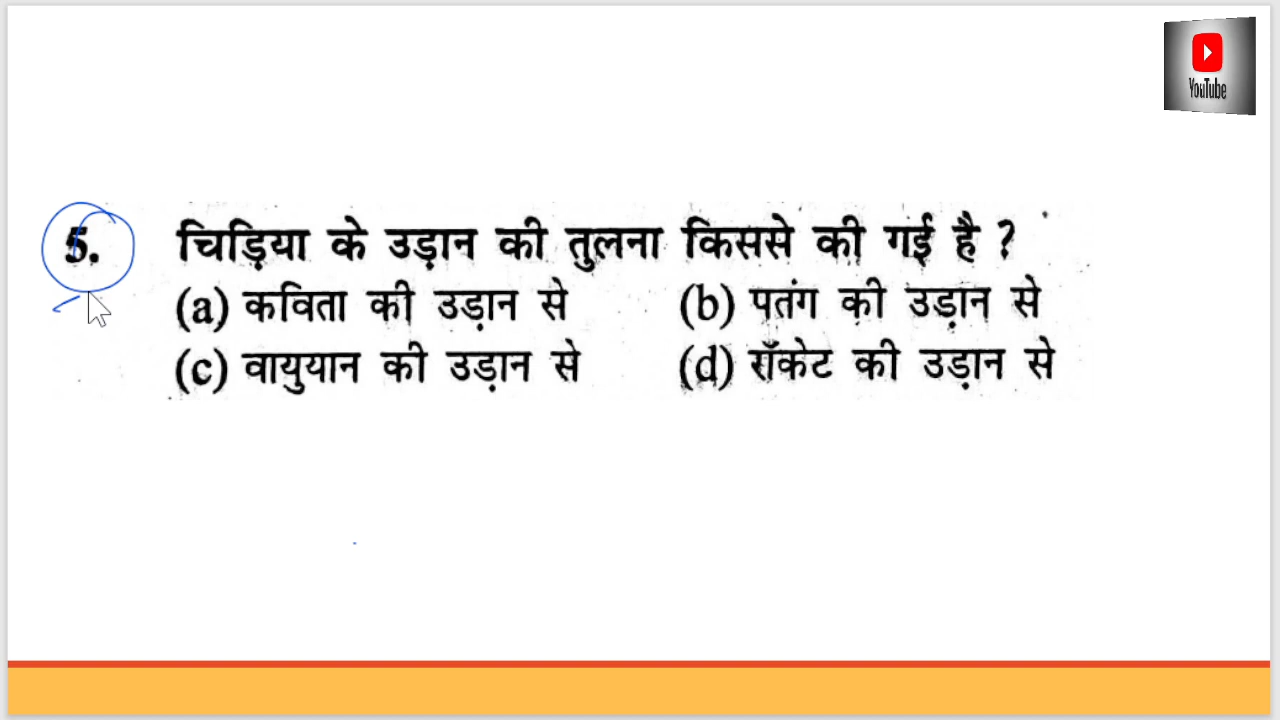 YouTube
5. चिड़िया के उड़ान की तुलना किससे की गई है ?
(a) कविता की उड़ान से (b) पतंग की उड़ान से
(c) वायुयान की उड़ान से (d) रॉकेट की उड़ान से